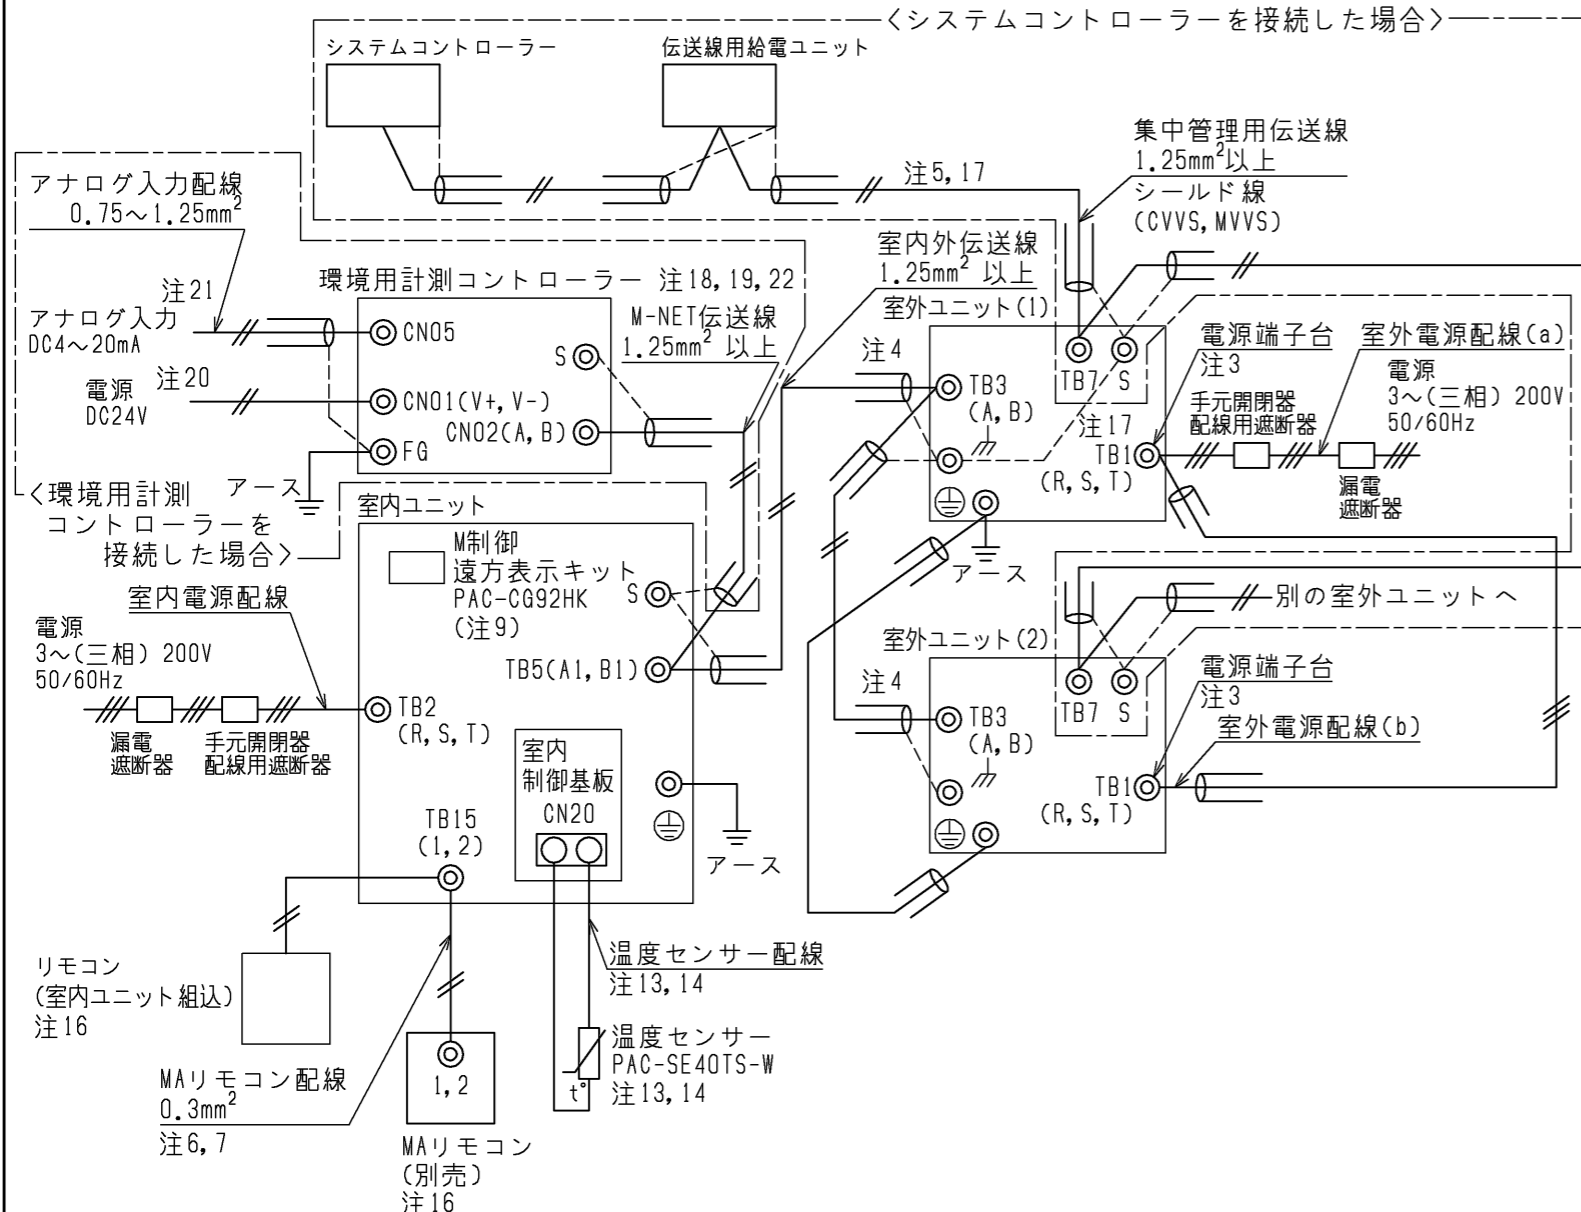 〈システムコントローラーを接続した場合〉
システムコントローラー
伝送線用給電ユニット
集中管理用伝送線
1.25mm²以上
シールド線
(CVVS,MVVS)
注5,17
アナログ入力配線
0.75～1.25mm²
注21
アナログ入力
DC4～20mA
電源
DC24V
注20
環境用計測コントローラー 注18,19,22
CN05
S
CN01(V+,V-)
CN02(A,B)
FG
アース
M-NET伝送線
1.25mm² 以上
室内外伝送線
1.25mm² 以上
〈環境用計測
コントローラーを
接続した場合〉
室外ユニット(1)
注4
TB3
(A,B)
TB7
S
注17
TB1
(R,S,T)
アース
電源端子台
注3
室外電源配線(a)
電源
3～(三相) 200V
50/60Hz
手元開閉器
配線用遮断器
漏電
遮断器
室内ユニット
M制御
遠方表示キット
PAC-CG92HK
(注9)
S
TB5(A1,B1)
室内電源配線
電源
3～(三相) 200V
50/60Hz
漏電
遮断器
手元開閉器
配線用遮断器
TB2
(R,S,T)
室内
制御基板
CN20
TB15
(1,2)
アース
別の室外ユニットへ
室外ユニット(2)
注4
TB3
(A,B)
TB7
S
TB1
(R,S,T)
電源端子台
注3
室外電源配線(b)
リモコン
(室内ユニット組込)
注16
MAリモコン配線
0.3mm²
注6,7
1,2
MAリモコン
(別売)
注16
温度センサー配線
注13,14
温度センサー
PAC-SE40TS-W
注13,14
t°